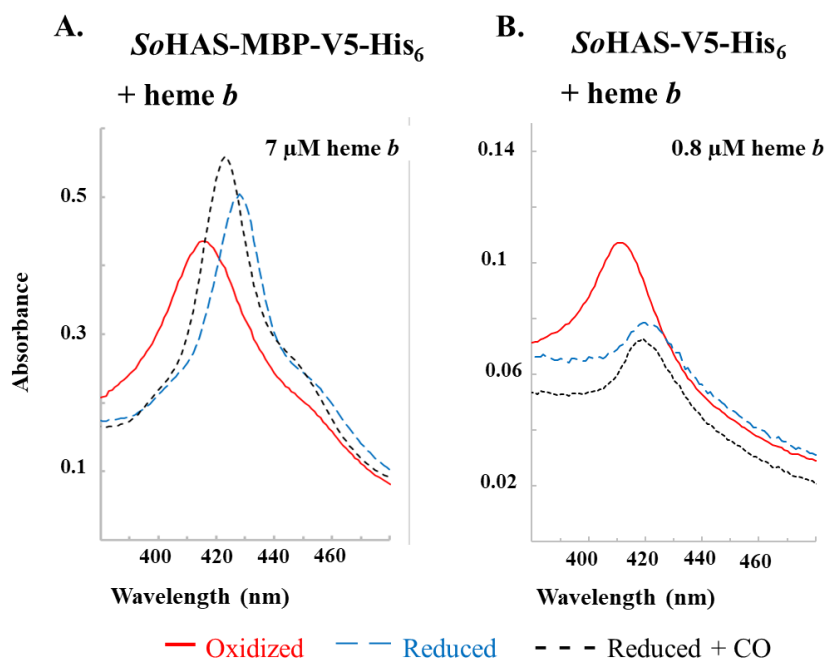 A.
SoHAS-MBP-V5-His6
+ heme b
7 μM heme b
0.5
0.3
0.1
Absorbance
400 420 440 460
Wavelength (nm)
B.
SoHAS-V5-His6
+ heme b
0.8 μM heme b
0.14
0.1
0.06
0.02
400 420 440 460
Wavelength (nm)
Oxidized Reduced Reduced + CO